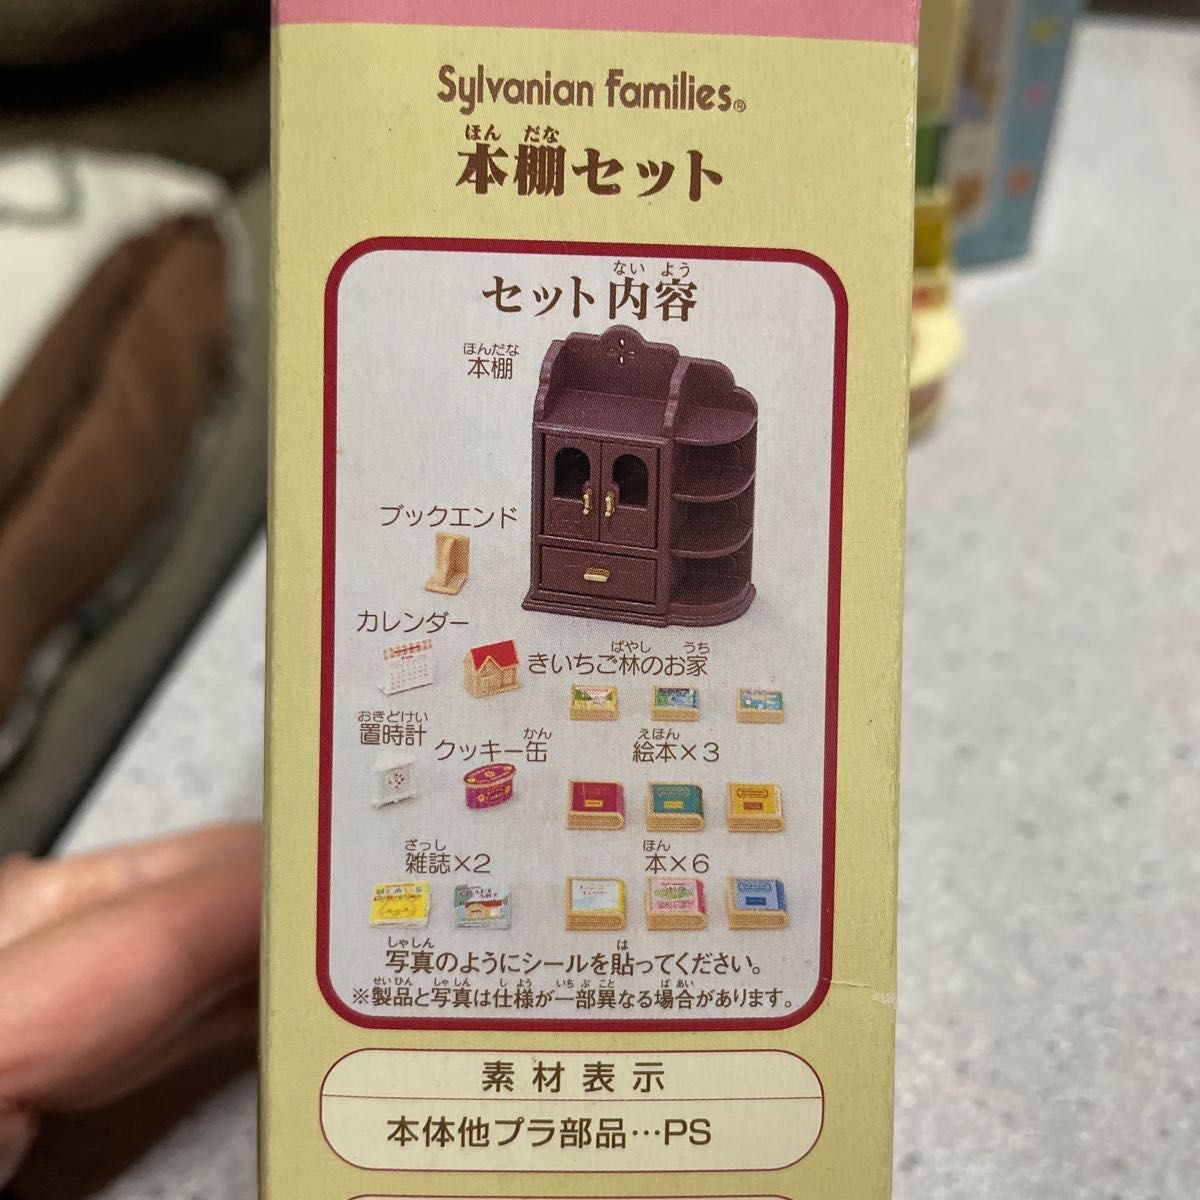 Sylvanian Families®
ほん だな
本棚セット
ない よう
セット内容
ほんだな
本棚
ブックエンド
カレンダー
ばやし うち
きいちご林のお家
おきどけい
置時計
かん
クッキー缶
えほん
絵本×3
ざっし
雑誌×2
ほん
本×6
しゃしん は
写真のようにシールを貼ってください。
せいひん しゃしん しよう いちぶ こと ばあい
※製品と写真は仕様が一部異なる場合があります。
素材表示
本体他プラ部品…PS